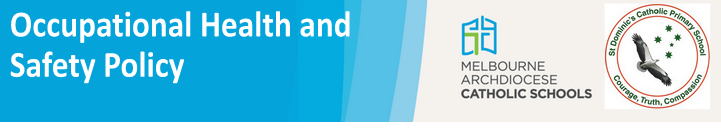 Occupational Health and
Safety Policy
MELBOURNE
ARCHDIOCESE
CATHOLIC SCHOOLS
St Dominic's Catholic Primary School
Courage, Truth, Compassion